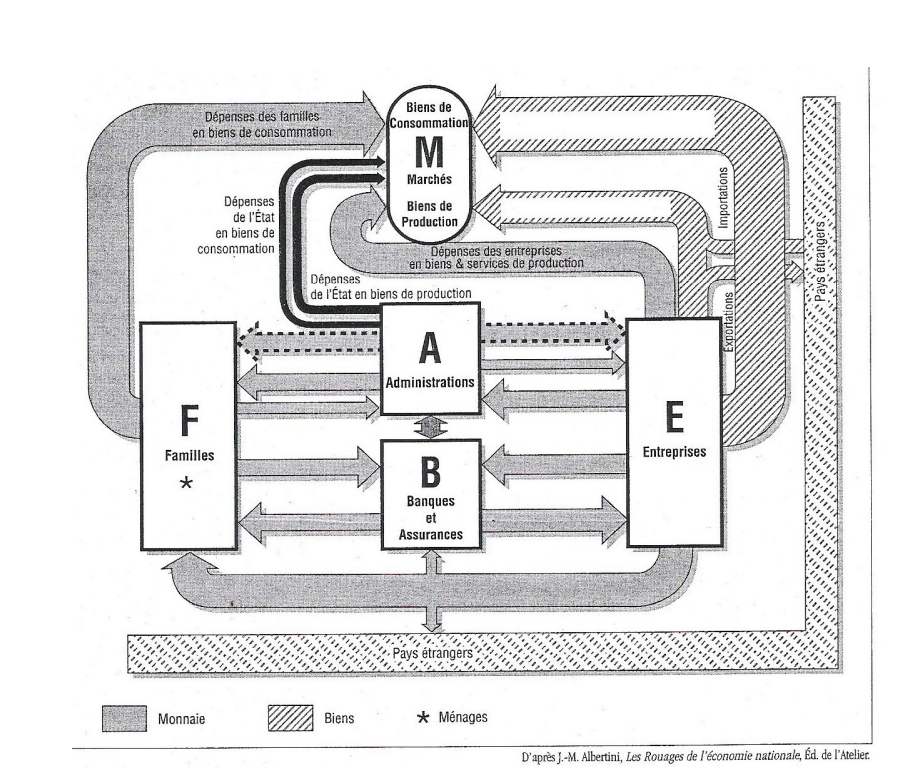 Biens de
Consommation
M
Marchés
Biens de
Production
Dépenses des familles
en biens de consommation
Dépenses
de l'État
en biens de
consommation
Dépenses des entreprises
en biens & services de production
Dépenses
de l'État en biens de production
Importations
Exportations
Pays étrangers
A
Administrations
F
Familles
*
B
Banques
et
Assurances
E
Entreprises
Pays étrangers
Monnaie
Biens
* Ménages
D'après J.-M. Albertini, Les Rouages de l'économie nationale, Éd. de l'Atelier.